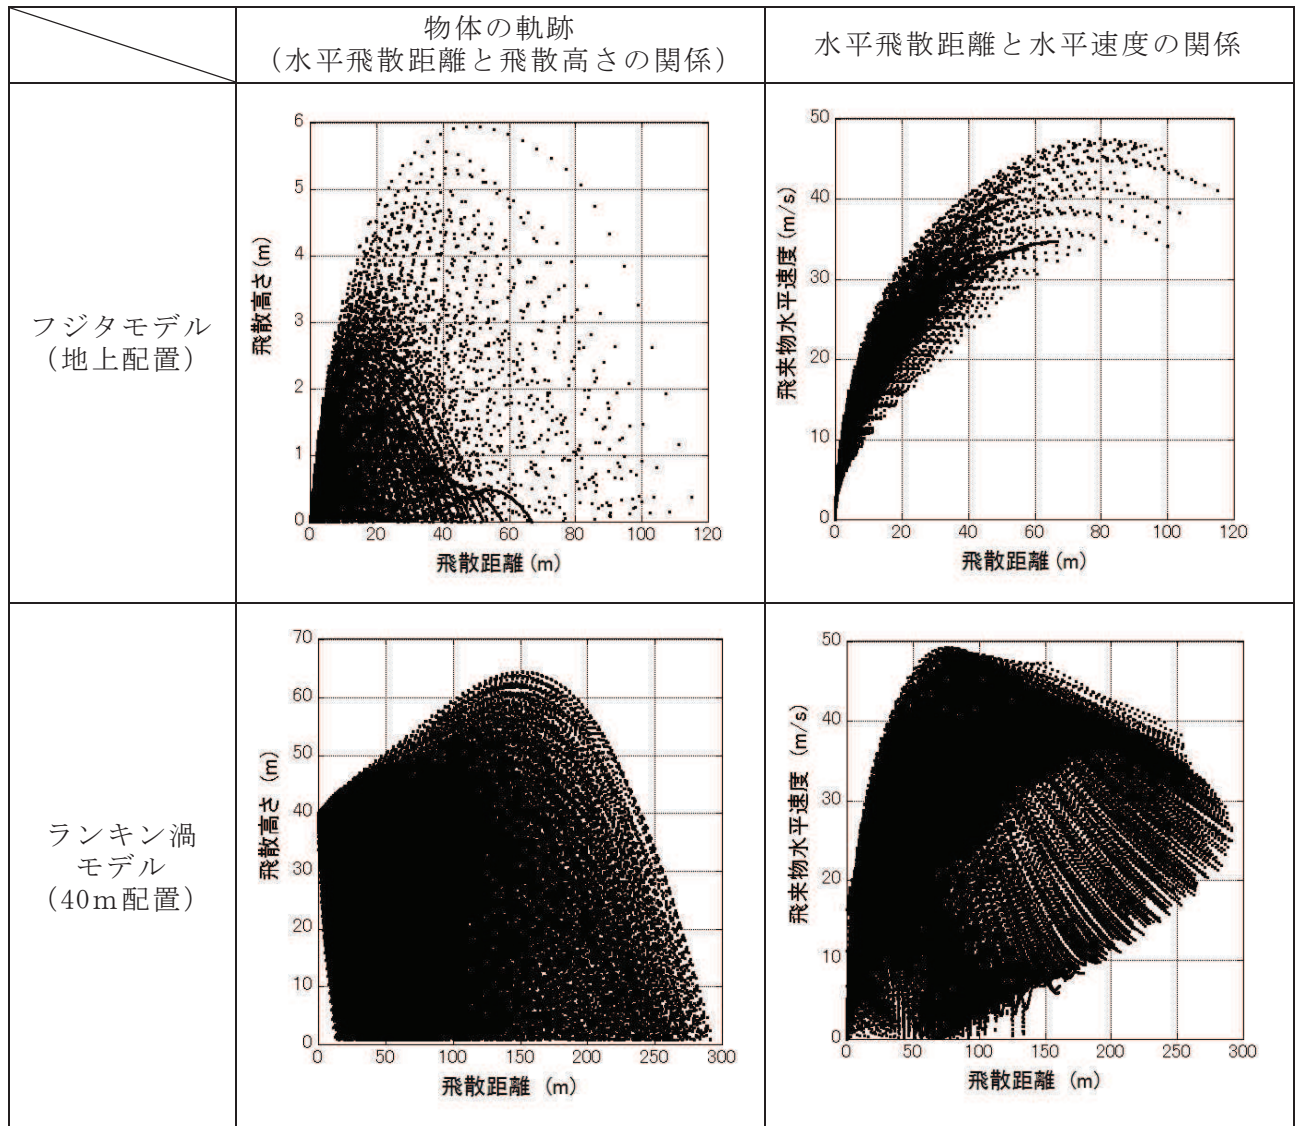 物体の軌跡
（水平飛散距離と飛散高さの関係）
水平飛散距離と水平速度の関係
フジタモデル
（地上配置）
6
5
4
3
2
1
0
飛散高さ(m)
0 20 40 60 80 100 120
飛散距離(m)
50
40
30
20
10
0
飛来物水平速度(m/s)
0 20 40 60 80 100 120
飛散距離(m)
ランキン渦
モデル
（40m配置）
70
60
50
40
30
20
10
0
飛散高さ (m)
0 50 100 150 200 250 300
飛散距離 (m)
50
40
30
20
10
0
飛来物水平速度 (m/s)
0 50 100 150 200 250 300
飛散距離 (m)